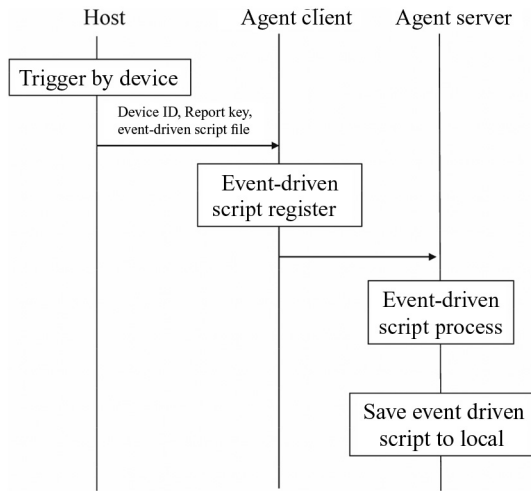 Host
Agent client
Agent server
Trigger by device
Device ID, Report key,
event-driven script file
Event-driven
script register
Event-driven
script process
Save event driven
script to local